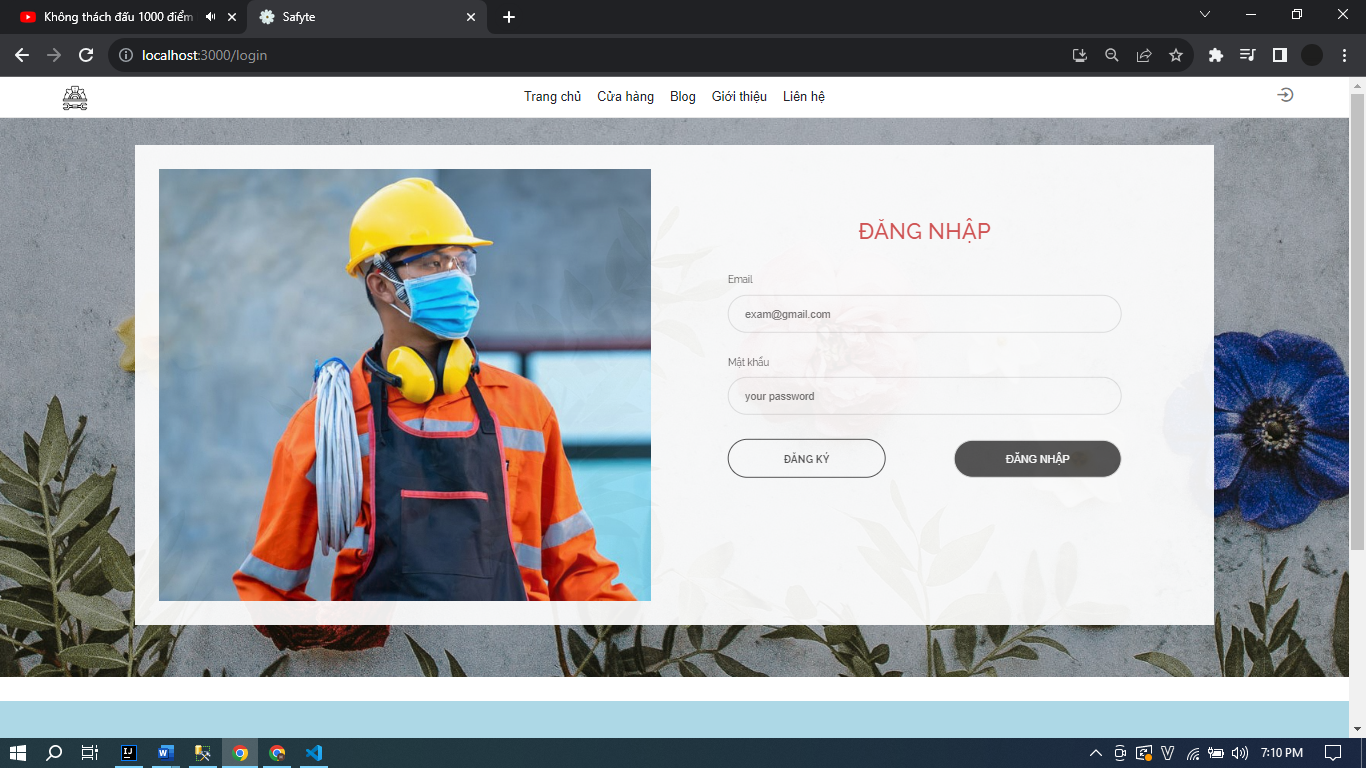 Không thách đấu 1000 điểm
Safyte
localhost:3000/login
Trang chủ Cửa hàng Blog Giới thiệu Liên hệ
ĐĂNG NHẬP
Email
exam@gmail.com
Mật khẩu
your password
ĐĂNG KÝ ĐĂNG NHẬP
7:10 PM